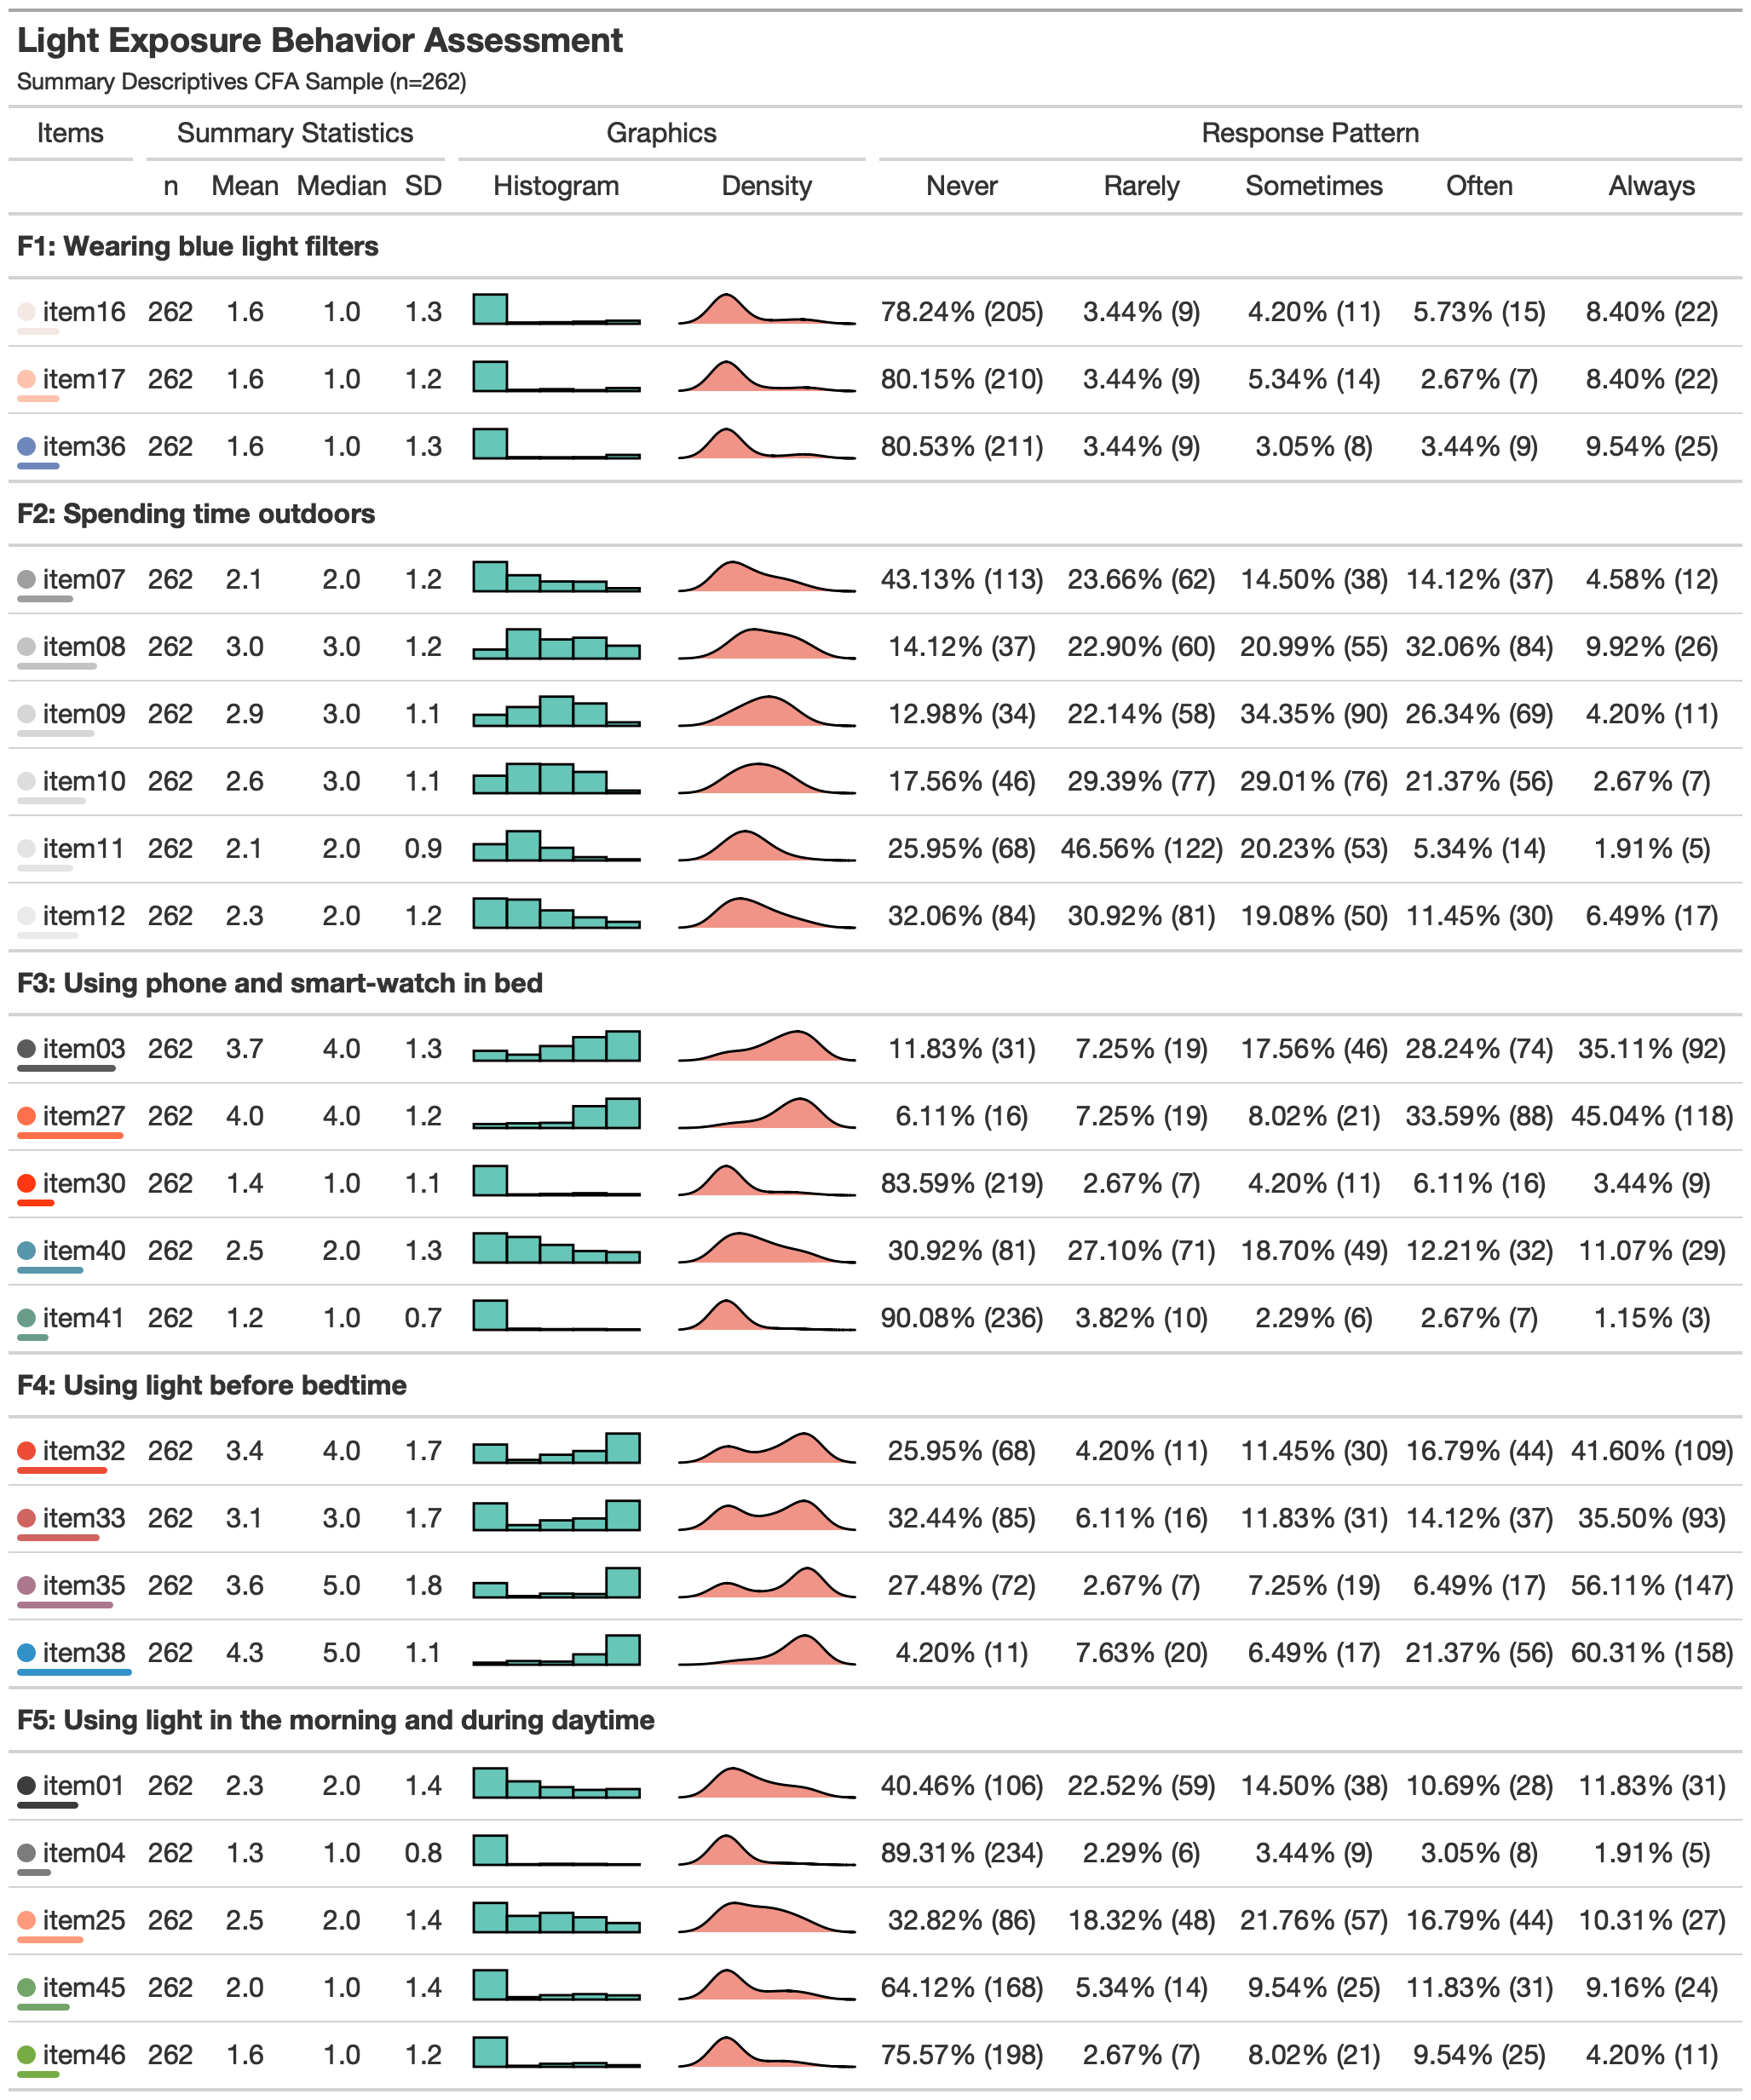 Light Exposure Behavior Assessment
Summary Descriptives CFA Sample (n=262)
Items Summary Statistics Graphics Response Pattern
n Mean Median SD Histogram Density Never Rarely Sometimes Often Always
F1: Wearing blue light filters
item16 262 1.6 1.0 1.3 78.24% (205) 3.44% (9) 4.20% (11) 5.73% (15) 8.40% (22)
item17 262 1.6 1.0 1.2 80.15% (210) 3.44% (9) 5.34% (14) 2.67% (7) 8.40% (22)
item36 262 1.6 1.0 1.3 80.53% (211) 3.44% (9) 3.05% (8) 3.44% (9) 9.54% (25)
F2: Spending time outdoors
item07 262 2.1 2.0 1.2 43.13% (113) 23.66% (62) 14.50% (38) 14.12% (37) 4.58% (12)
item08 262 3.0 3.0 1.2 14.12% (37) 22.90% (60) 20.99% (55) 32.06% (84) 9.92% (26)
item09 262 2.9 3.0 1.1 12.98% (34) 22.14% (58) 34.35% (90) 26.34% (69) 4.20% (11)
item10 262 2.6 3.0 1.1 17.56% (46) 29.39% (77) 29.01% (76) 21.37% (56) 2.67% (7)
item11 262 2.1 2.0 0.9 25.95% (68) 46.56% (122) 20.23% (53) 5.34% (14) 1.91% (5)
item12 262 2.3 2.0 1.2 32.06% (84) 30.92% (81) 19.08% (50) 11.45% (30) 6.49% (17)
F3: Using phone and smart-watch in bed
item03 262 3.7 4.0 1.3 11.83% (31) 7.25% (19) 17.56% (46) 28.24% (74) 35.11% (92)
item27 262 4.0 4.0 1.2 6.11% (16) 7.25% (19) 8.02% (21) 33.59% (88) 45.04% (118)
item30 262 1.4 1.0 1.1 83.59% (219) 2.67% (7) 4.20% (11) 6.11% (16) 3.44% (9)
item40 262 2.5 2.0 1.3 30.92% (81) 27.10% (71) 18.70% (49) 12.21% (32) 11.07% (29)
item41 262 1.2 1.0 0.7 90.08% (236) 3.82% (10) 2.29% (6) 2.67% (7) 1.15% (3)
F4: Using light before bedtime
item32 262 3.4 4.0 1.7 25.95% (68) 4.20% (11) 11.45% (30) 16.79% (44) 41.60% (109)
item33 262 3.1 3.0 1.7 32.44% (85) 6.11% (16) 11.83% (31) 14.12% (37) 35.50% (93)
item35 262 3.6 5.0 1.8 27.48% (72) 2.67% (7) 7.25% (19) 6.49% (17) 56.11% (147)
item38 262 4.3 5.0 1.1 4.20% (11) 7.63% (20) 6.49% (17) 21.37% (56) 60.31% (158)
F5: Using light in the morning and during daytime
item01 262 2.3 2.0 1.4 40.46% (106) 22.52% (59) 14.50% (38) 10.69% (28) 11.83% (31)
item04 262 1.3 1.0 0.8 89.31% (234) 2.29% (6) 3.44% (9) 3.05% (8) 1.91% (5)
item25 262 2.5 2.0 1.4 32.82% (86) 18.32% (48) 21.76% (57) 16.79% (44) 10.31% (27)
item45 262 2.0 1.0 1.4 64.12% (168) 5.34% (14) 9.54% (25) 11.83% (31) 9.16% (24)
item46 262 1.6 1.0 1.2 75.57% (198) 2.67% (7) 8.02% (21) 9.54% (25) 4.20% (11)